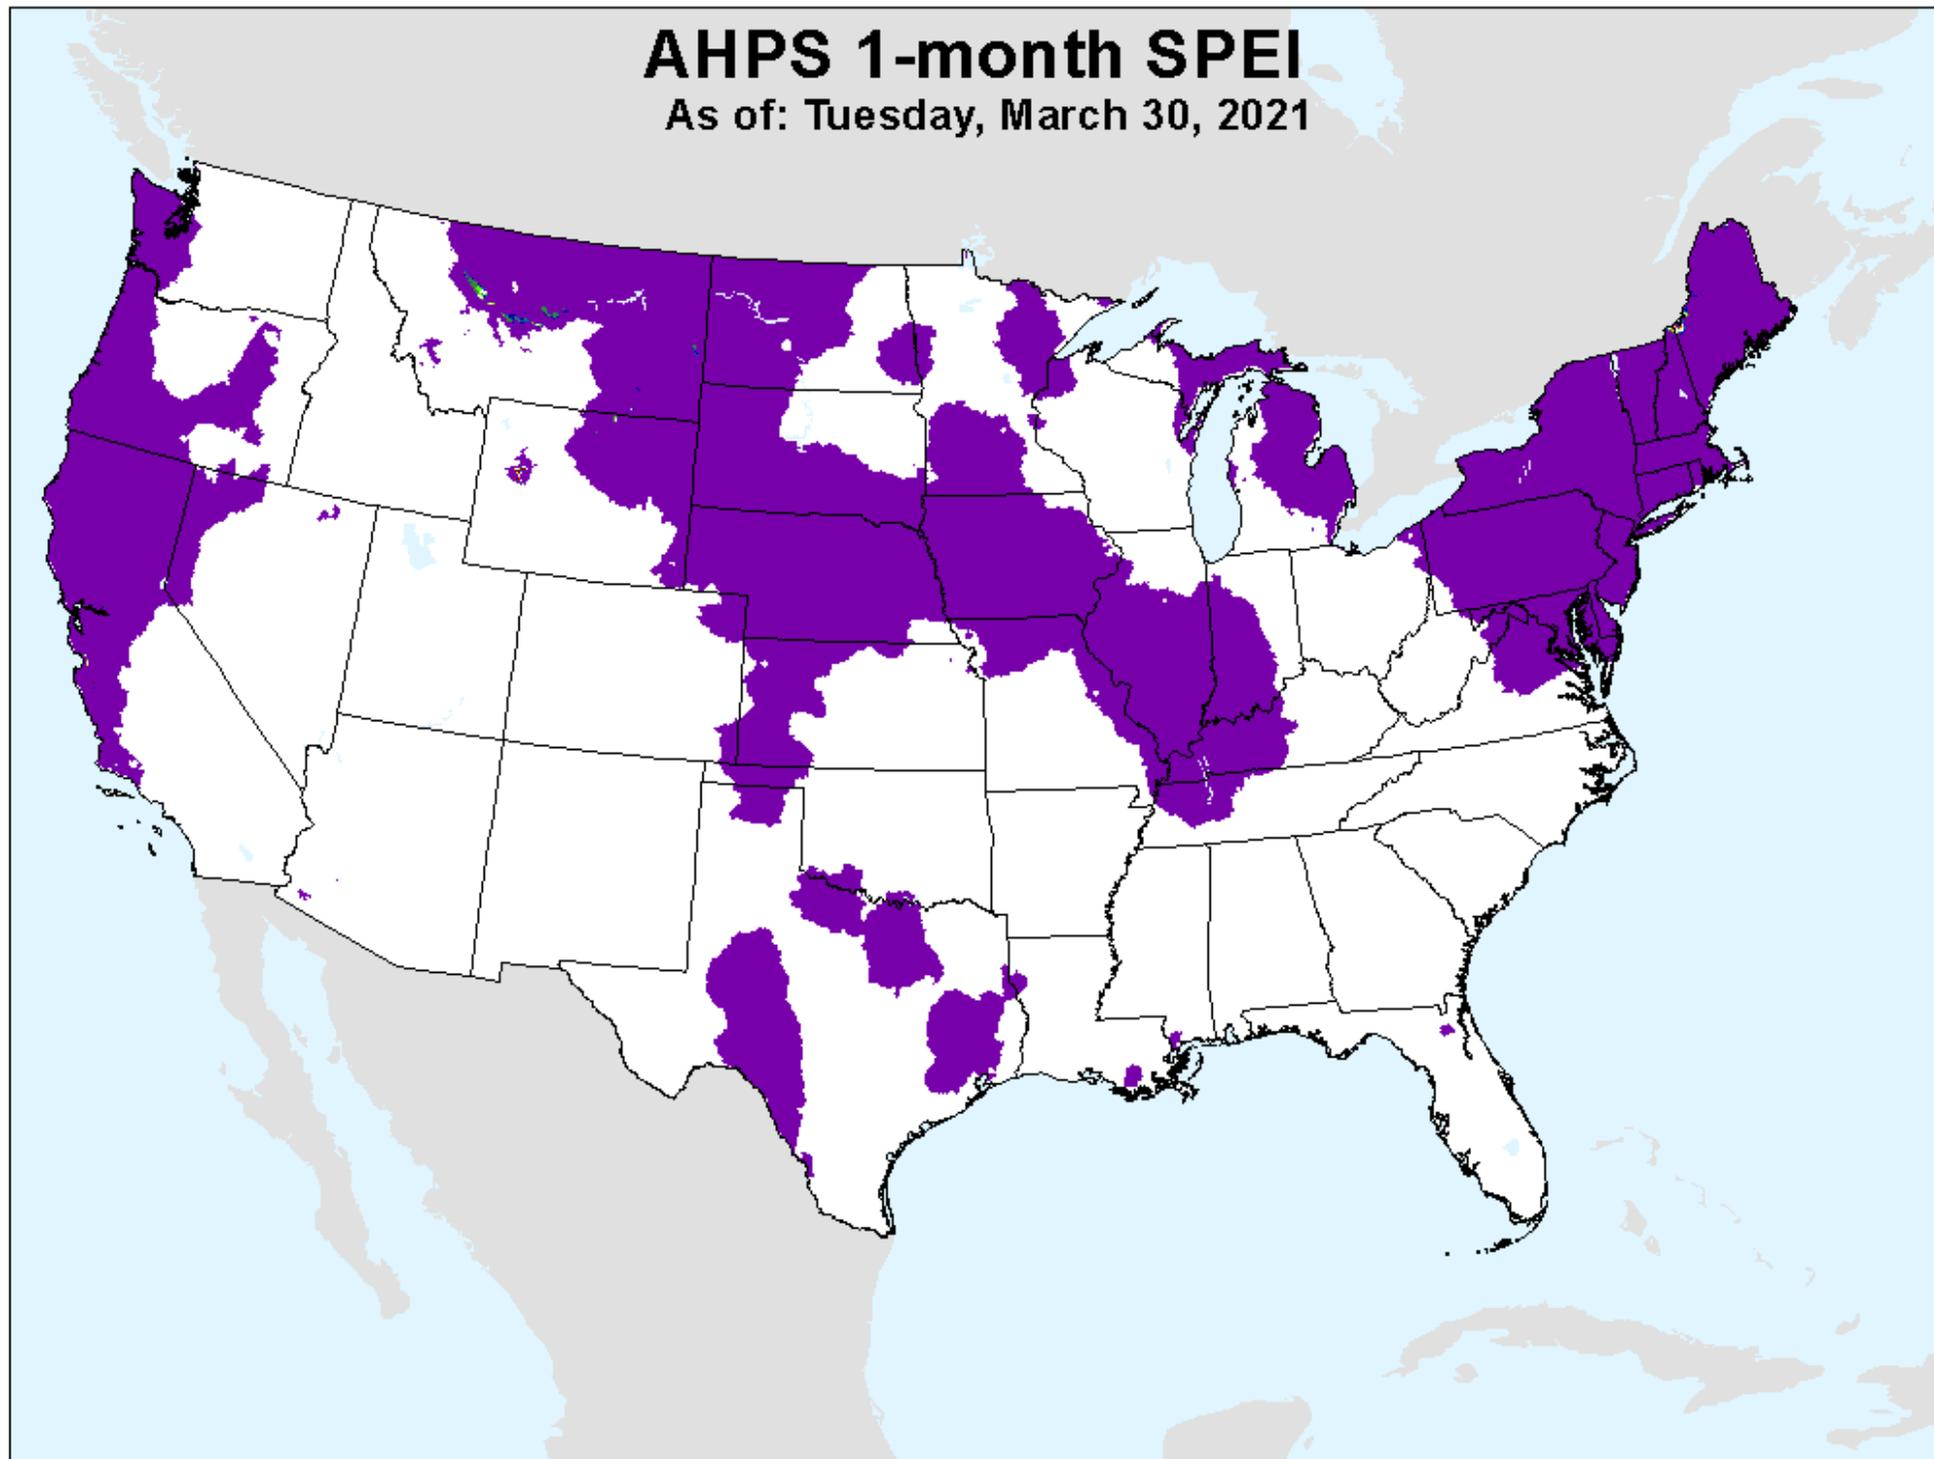 AHPS 1-month SPEI
As of: Tuesday, March 30, 2021